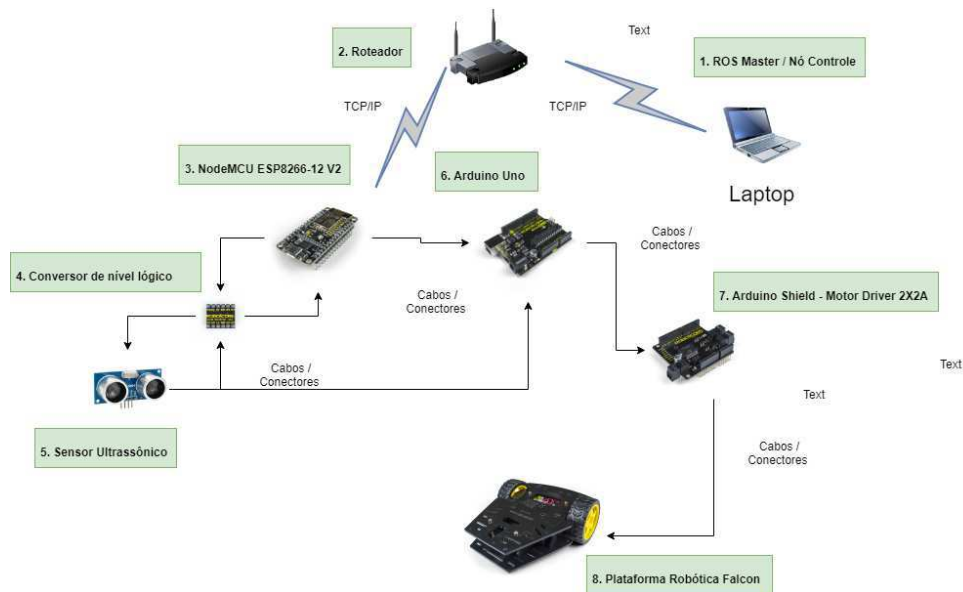 Text
2. Roteador
1. ROS Master / Nó Controle
TCP/IP
TCP/IP
3. NodeMCU ESP8266-12 V2
6. Arduino Uno
Laptop
Cabos /
Conectores
4. Conversor de nível lógico
Cabos /
Conectores
7. Arduino Shield - Motor Driver 2X2A
Cabos /
Conectores
Text
Text
5. Sensor Ultrassônico
Cabos /
Conectores
8. Plataforma Robótica Falcon